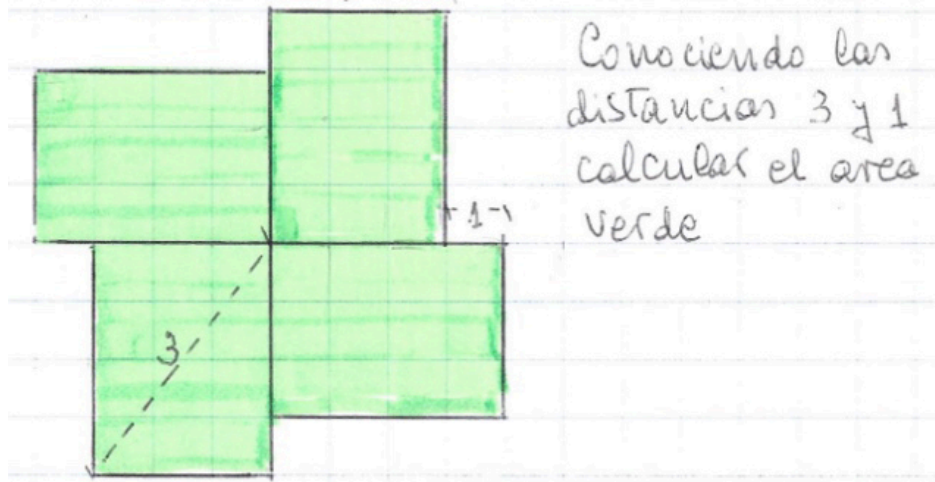 Conociendo las
distancias 3 y 1
calcular el area
verde
1
3